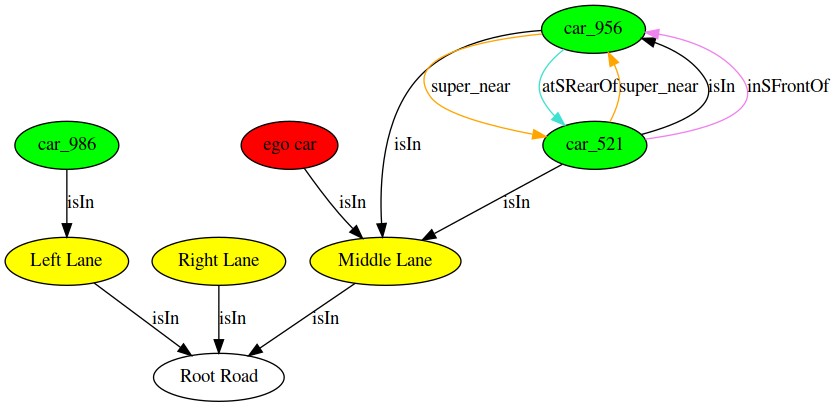 car_956
super_near
atSRearOf
super_near
isIn
inSFrontOf
car_986
ego car
isIn
car_521
isIn
isIn
isIn
Left Lane
Right Lane
Middle Lane
isIn
isIn
isIn
Root Road